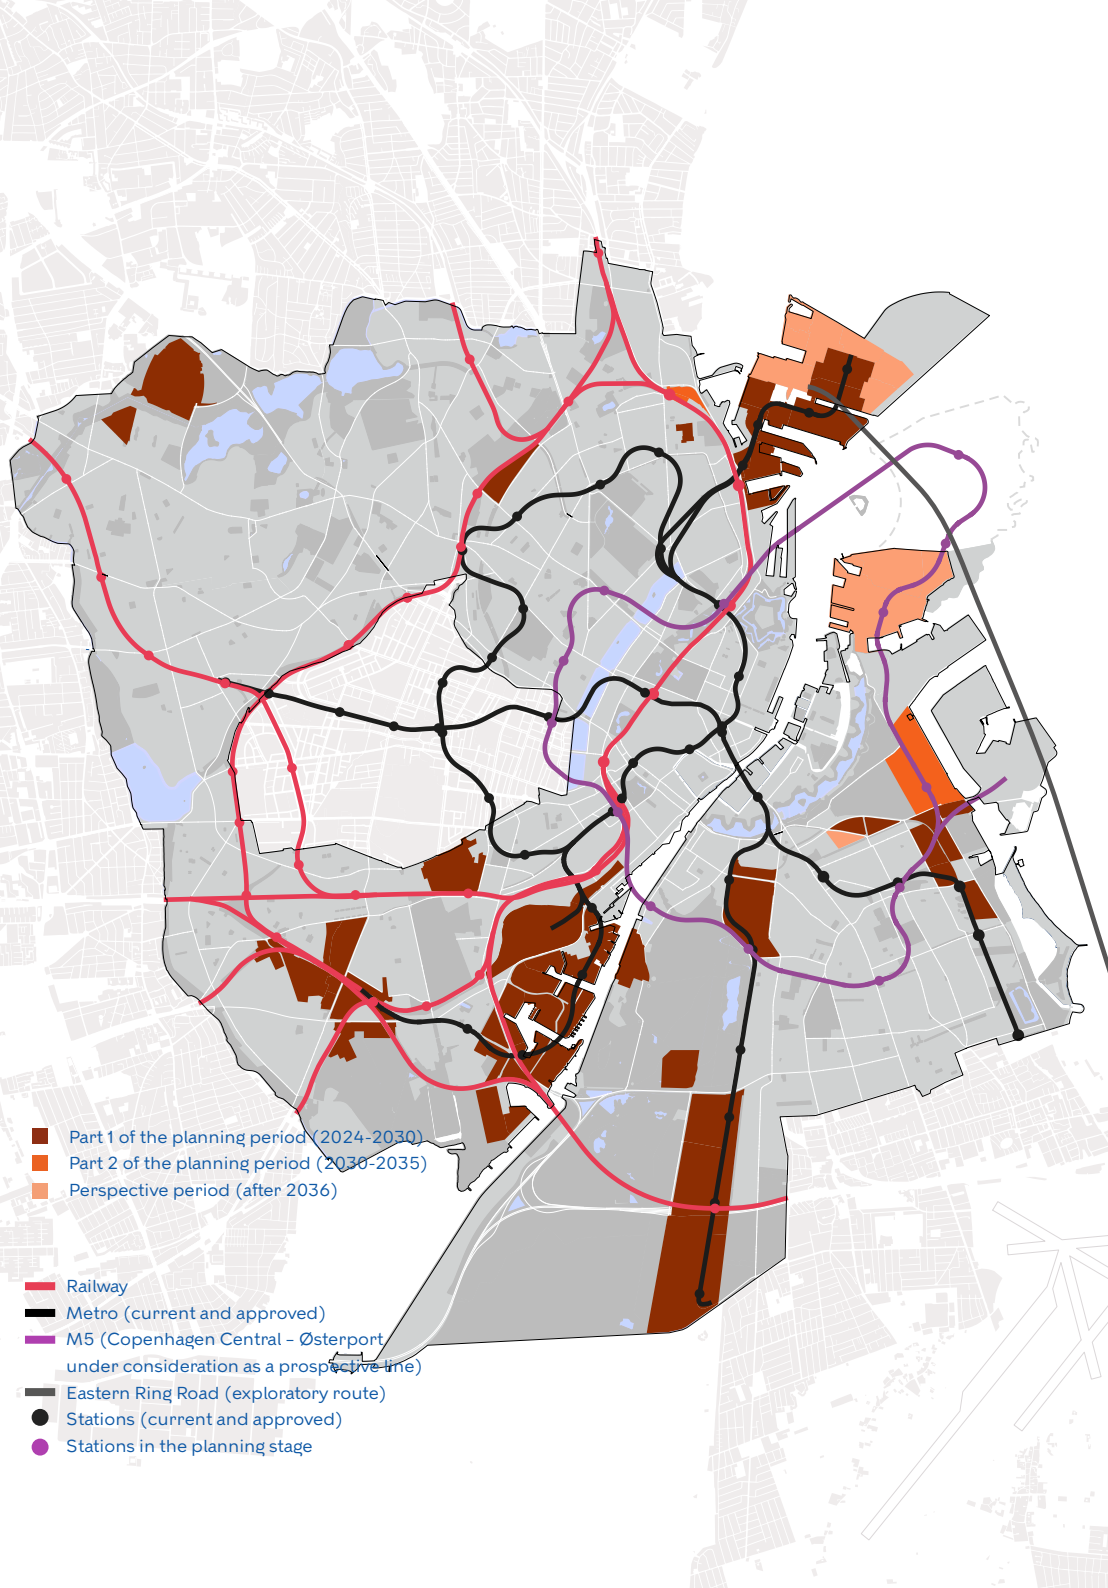 Part 1 of the planning period (2024-2030)
Part 2 of the planning period (2030-2035)
Perspective period (after 2036)
Railway
Metro (current and approved)
M5 (Copenhagen Central - Østerport
under consideration as a prospective line)
Eastern Ring Road (exploratory route)
Stations (current and approved)
Stations in the planning stage